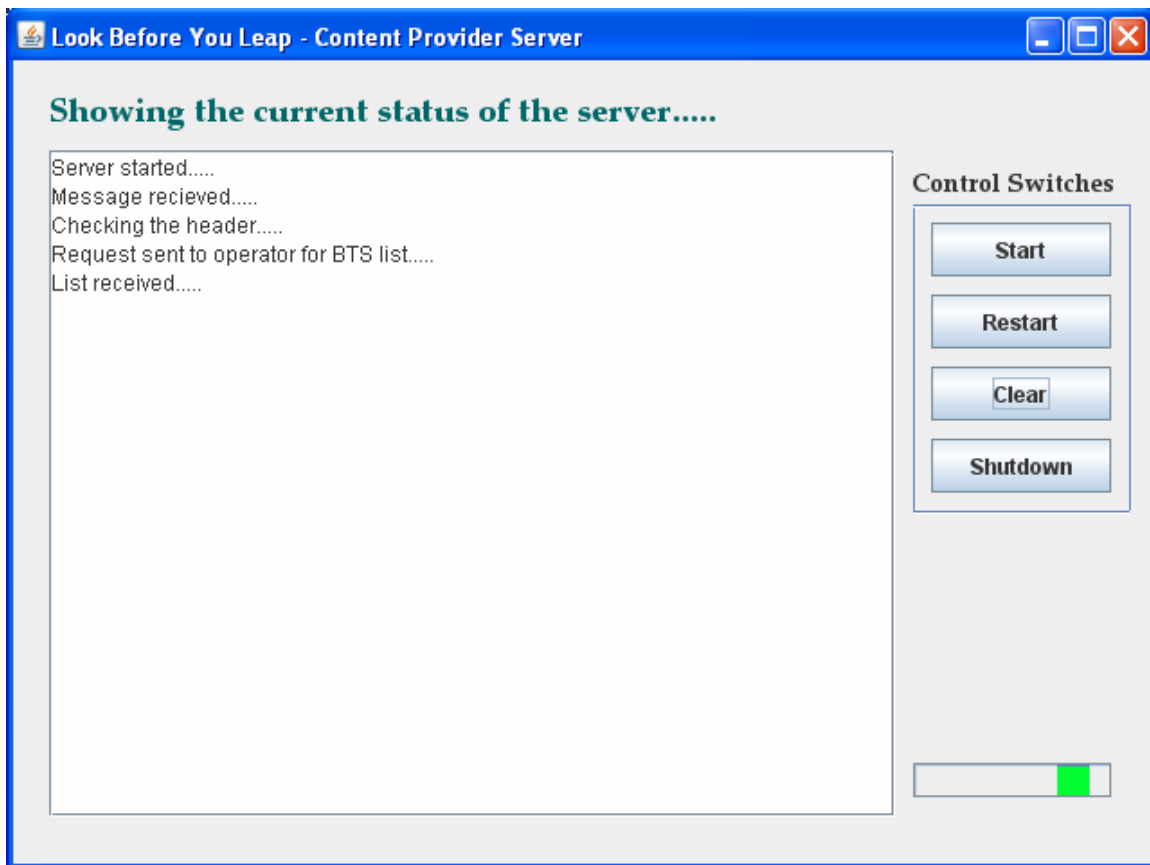 Look Before You Leap - Content Provider Server
Showing the current status of the server.....
Server started.....
Message recieved.....
Checking the header.....
Request sent to operator for BTS list.....
List received.....
Control Switches
Start
Restart
Clear
Shutdown